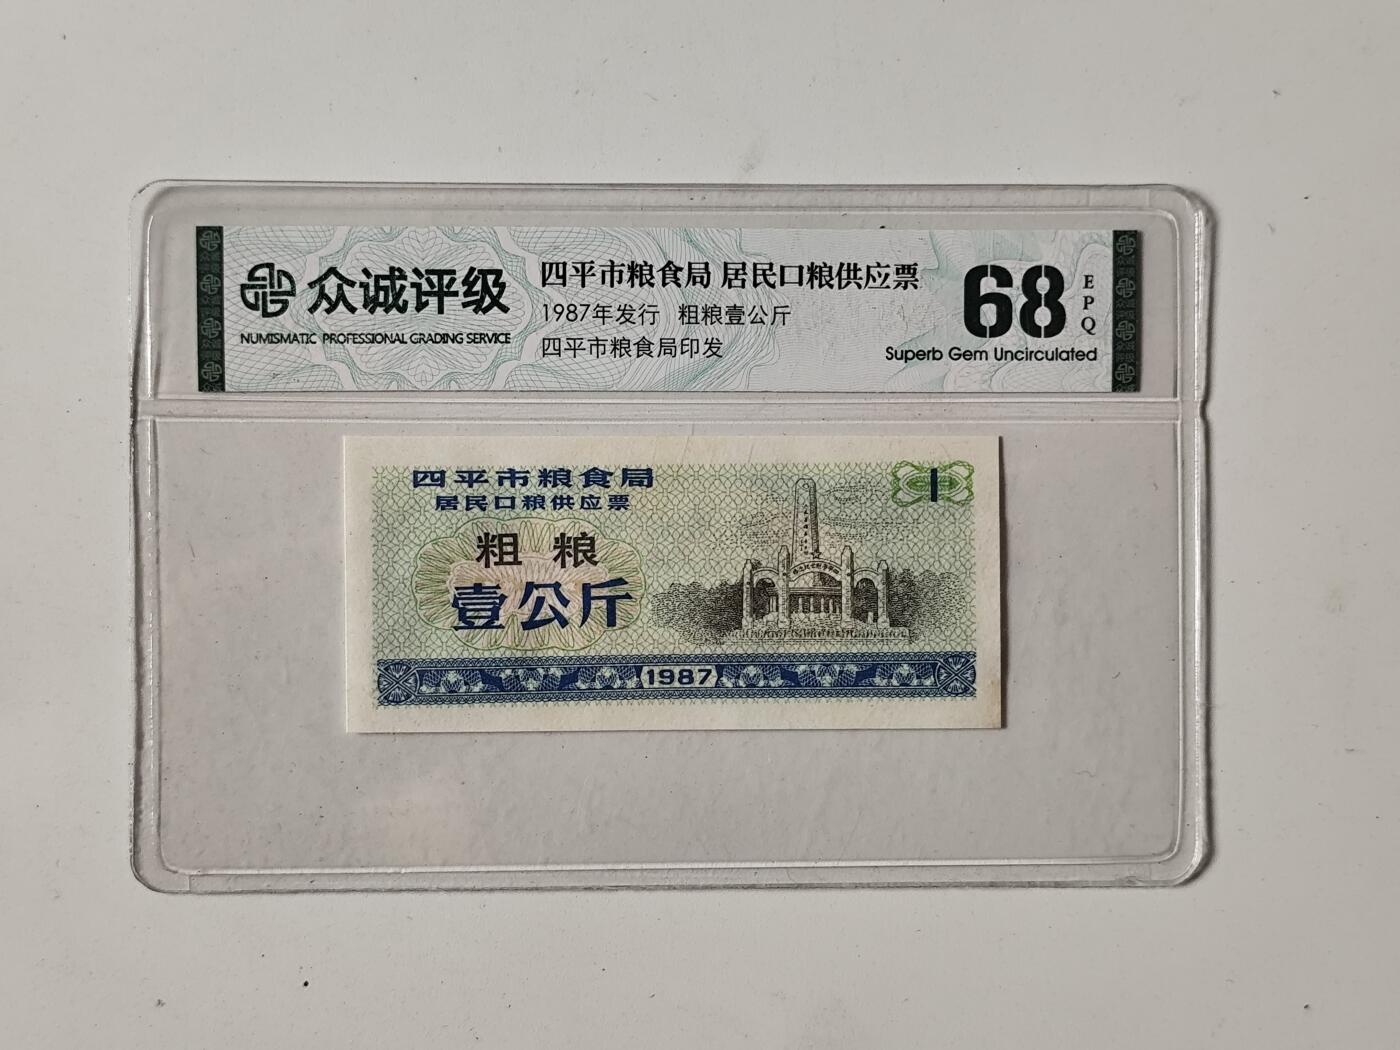 众诚评级
NUMISMATIC PROFESSIONAL GRADING SERVICE
四平市粮食局 居民口粮供应票
1987年发行 粗粮壹公斤
四平市粮食局印发
68
EPQ
Superb Gem Uncirculated
四平市粮食局
居民口粮供应票
粗粮
壹公斤
1
1987